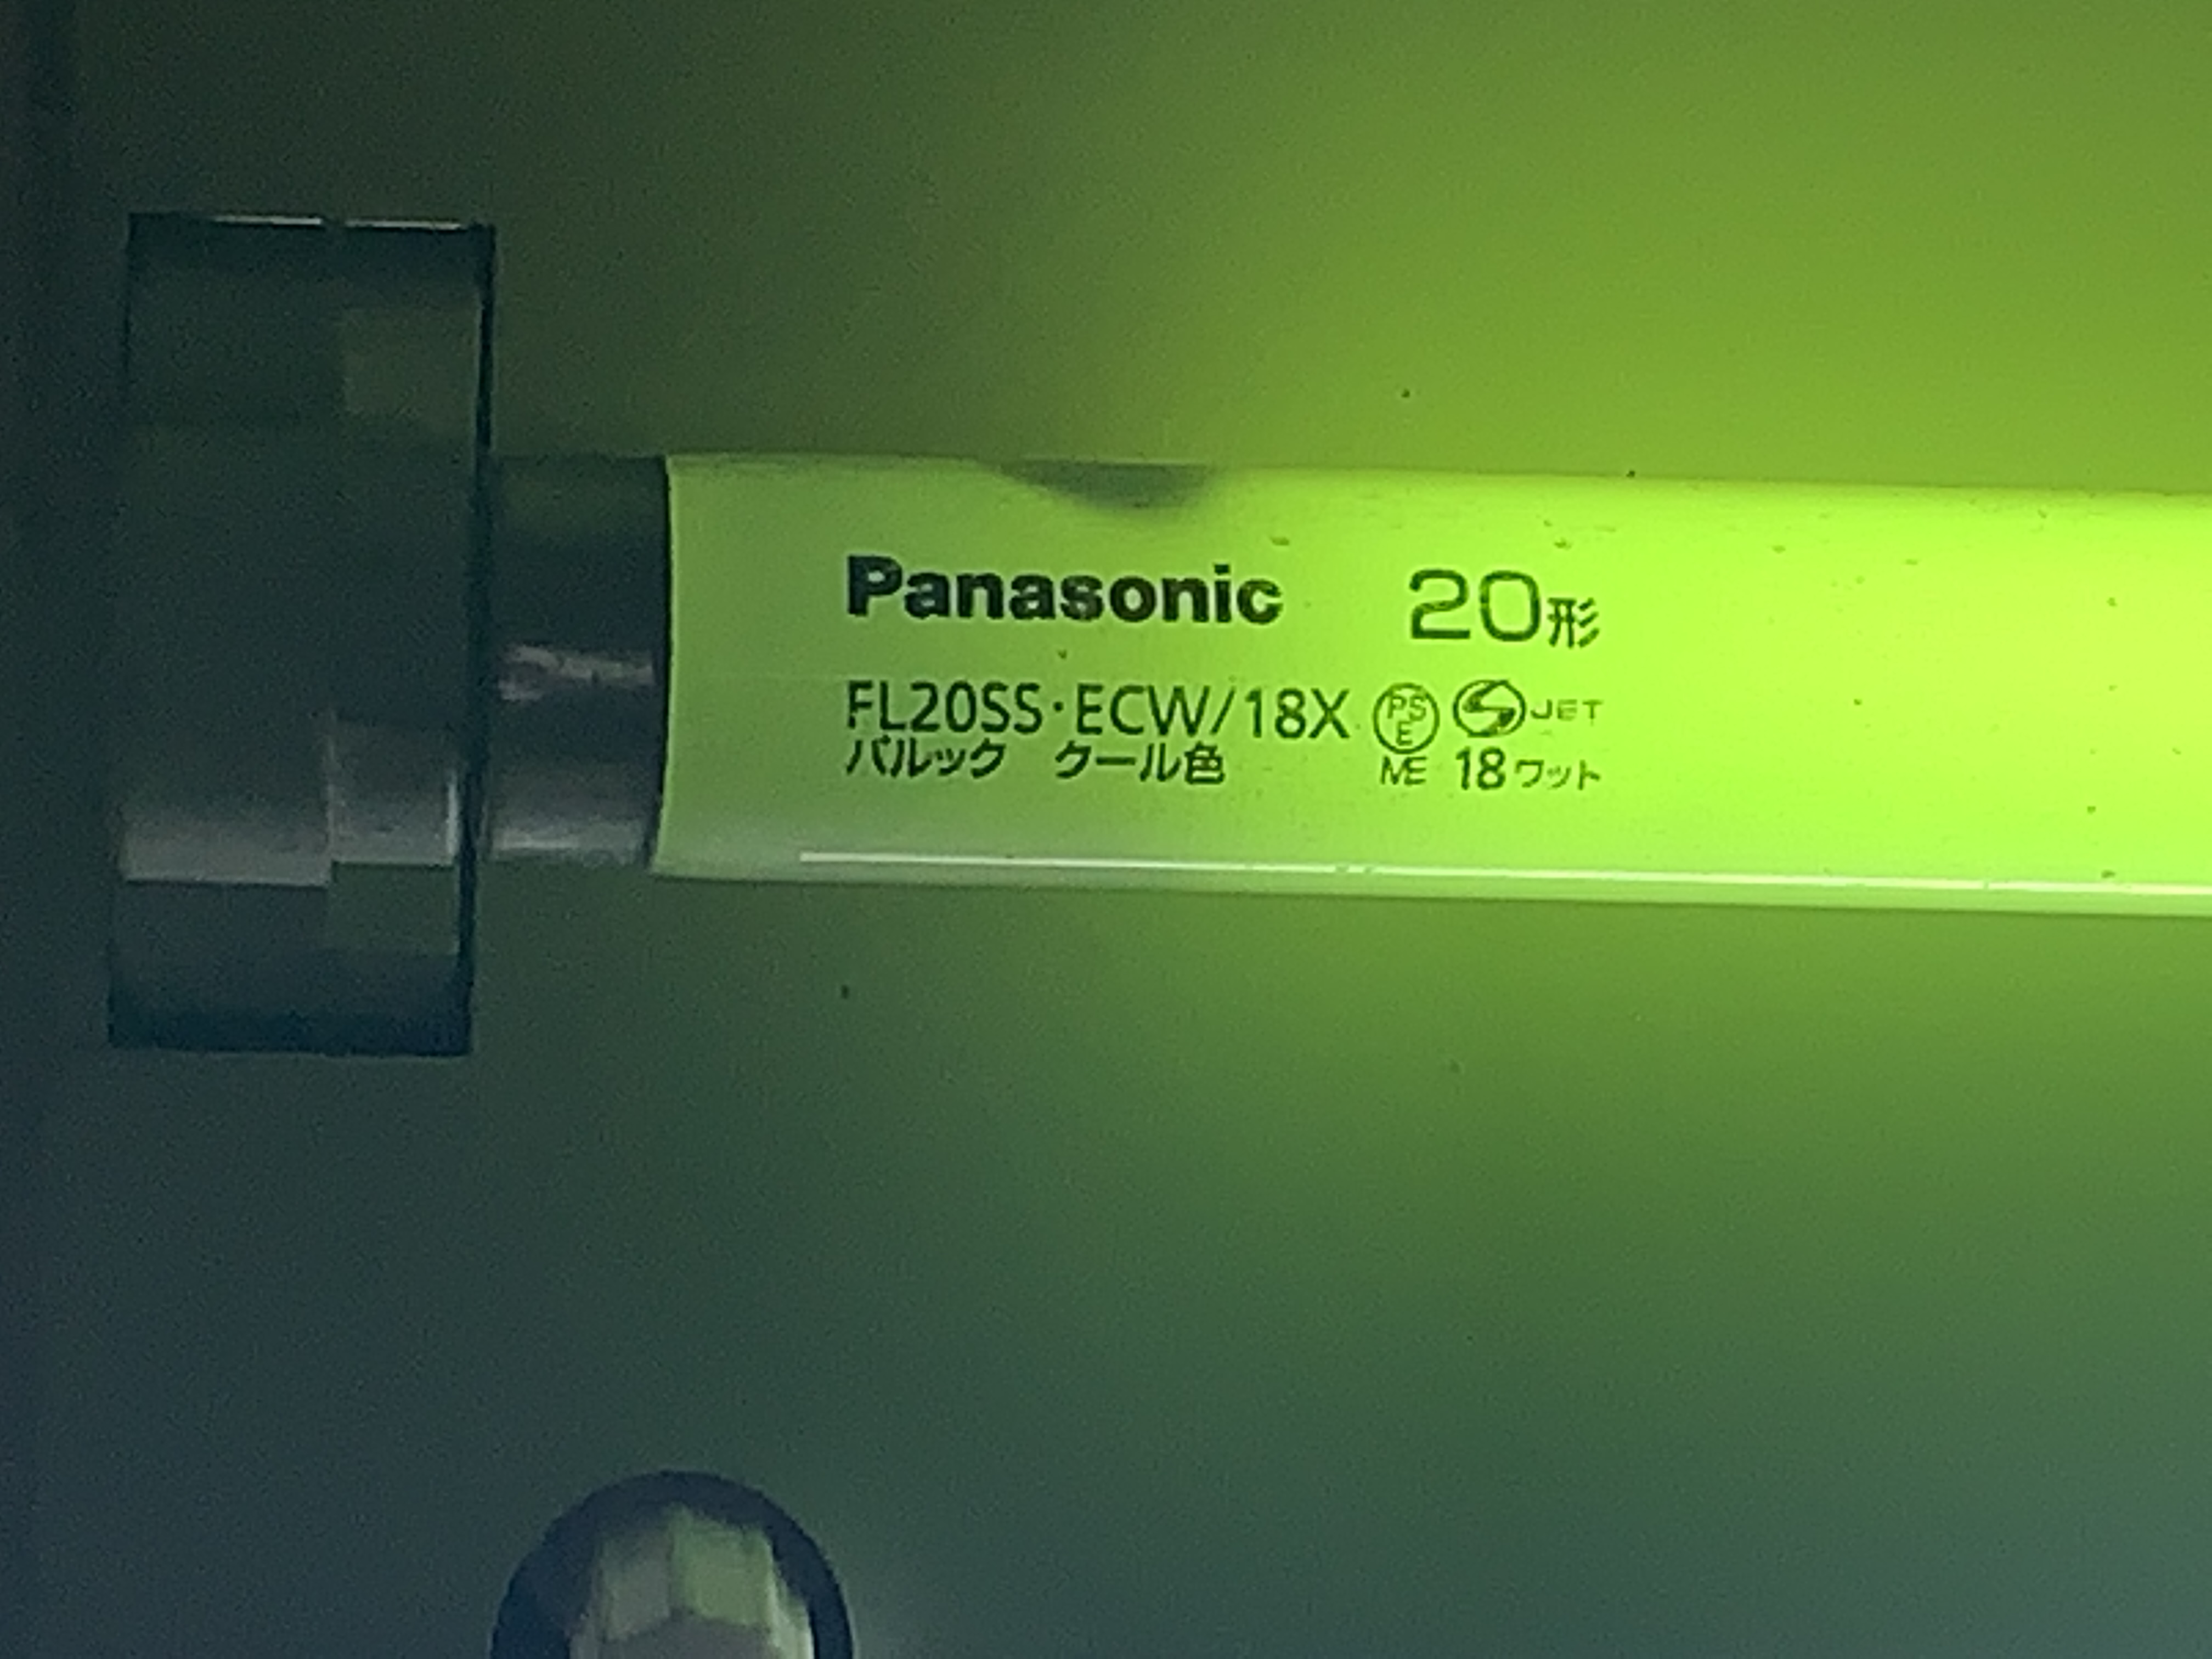 Panasonic 20形
FL20SS・ECW/18X PS E JET
パルック クール色 ME 18ワット